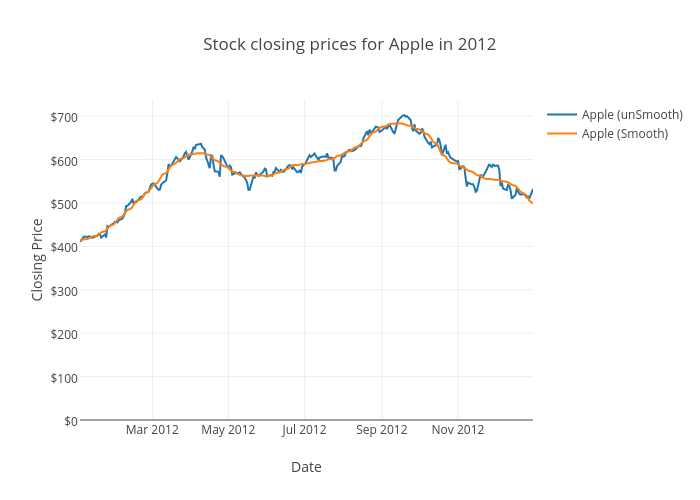 Stock closing prices for Apple in 2012
Apple (unSmooth)
Apple (Smooth)
Closing Price
$700
$600
$500
$400
$300
$200
$100
$0
Mar 2012 May 2012 Jul 2012 Sep 2012 Nov 2012
Date